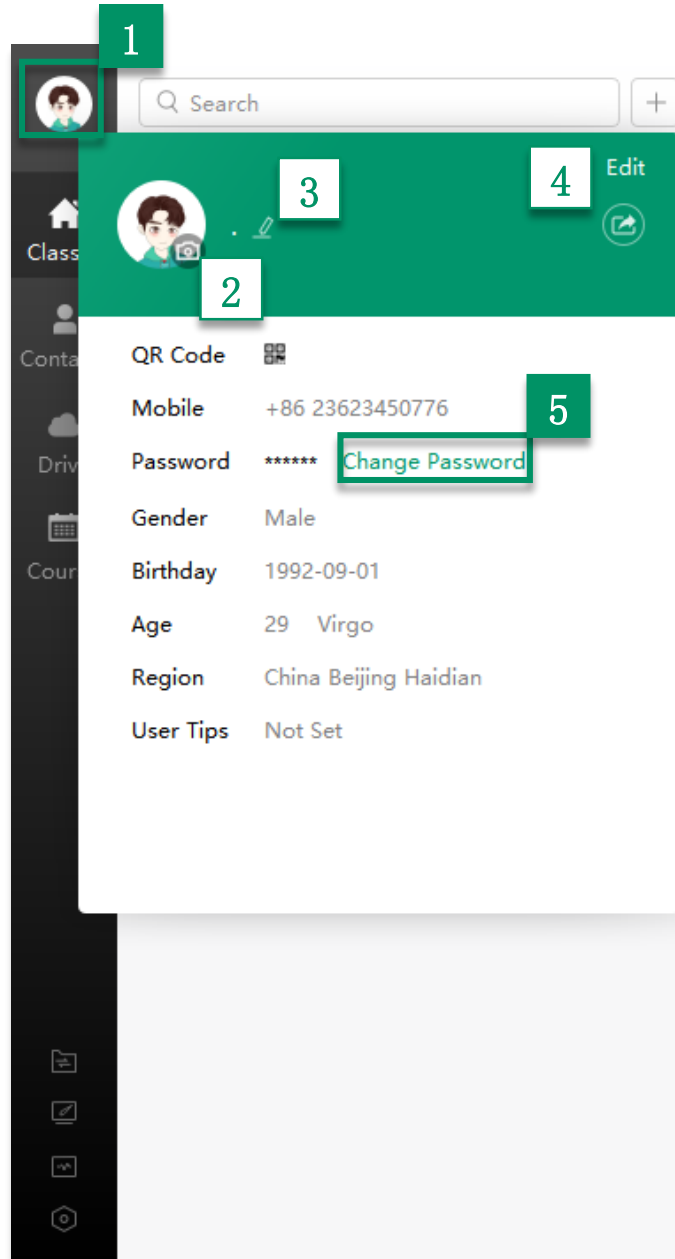 1
Search
3
4
Edit
.
Class
2
Conta
QR Code
Mobile +86 23623450776
5
Driv
Password ****** Change Password
Gender Male
Cour
Birthday 1992-09-01
Age 29 Virgo
Region China Beijing Haidian
User Tips Not Set